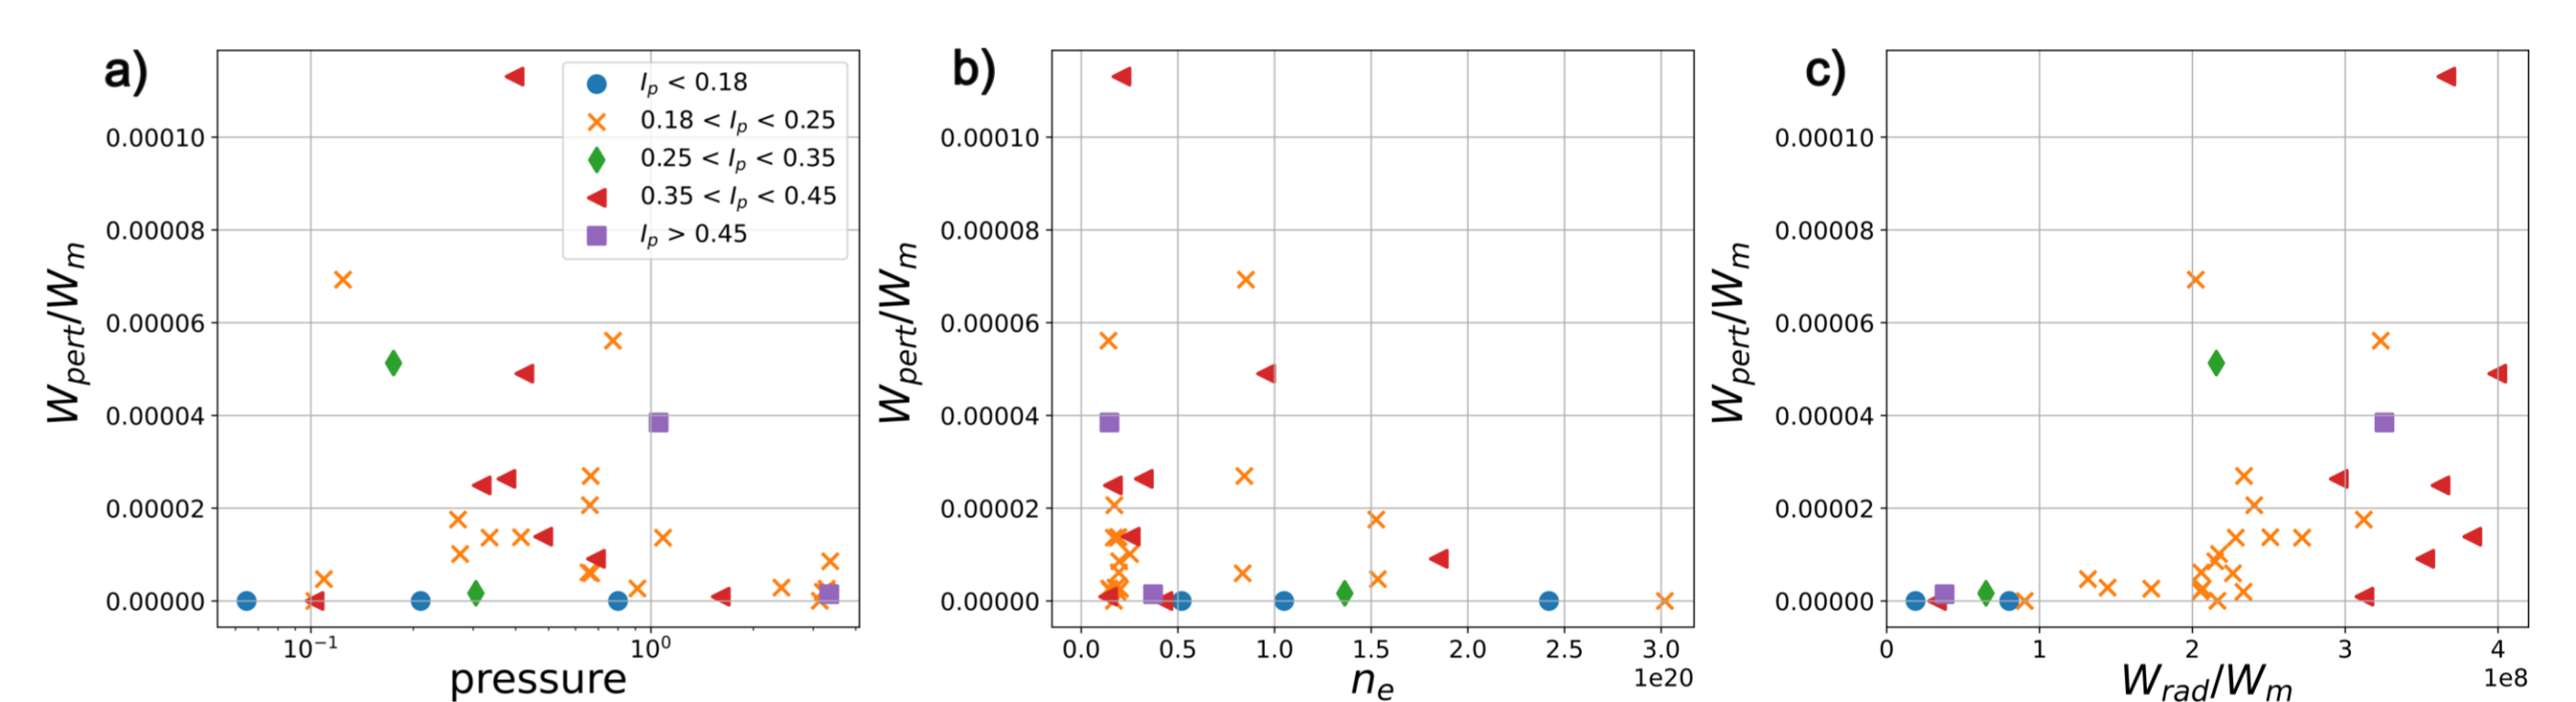 a)
0.00010
0.00008
0.00006
0.00004
0.00002
0.00000
W_pert/W_m
I_p < 0.18
0.18 < I_p < 0.25
0.25 < I_p < 0.35
0.35 < I_p < 0.45
I_p > 0.45
10⁻¹ 10⁰
pressure
b)
0.00010
0.00008
0.00006
0.00004
0.00002
0.00000
W_pert/W_m
0.0 0.5 1.0 1.5 2.0 2.5 3.0
1e20
n_e
c)
0.00010
0.00008
0.00006
0.00004
0.00002
0.00000
W_pert/W_m
0 1 2 3 4
1e8
W_rad/W_m